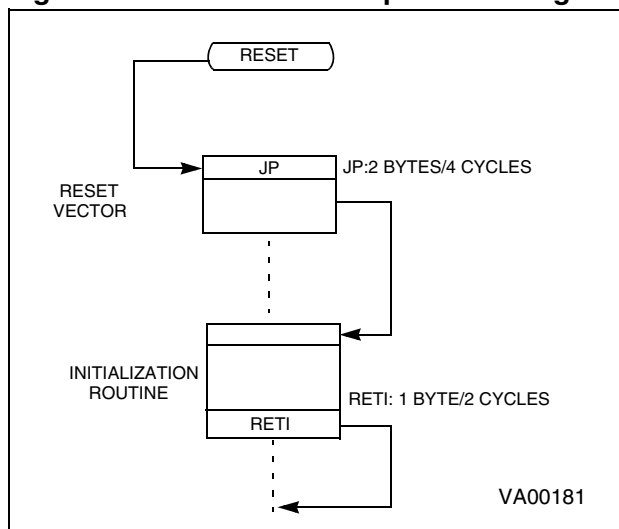 RESET
JP
JP:2 BYTES/4 CYCLES
RESET
VECTOR
INITIALIZATION
ROUTINE
RETI: 1 BYTE/2 CYCLES
RETI
VA00181